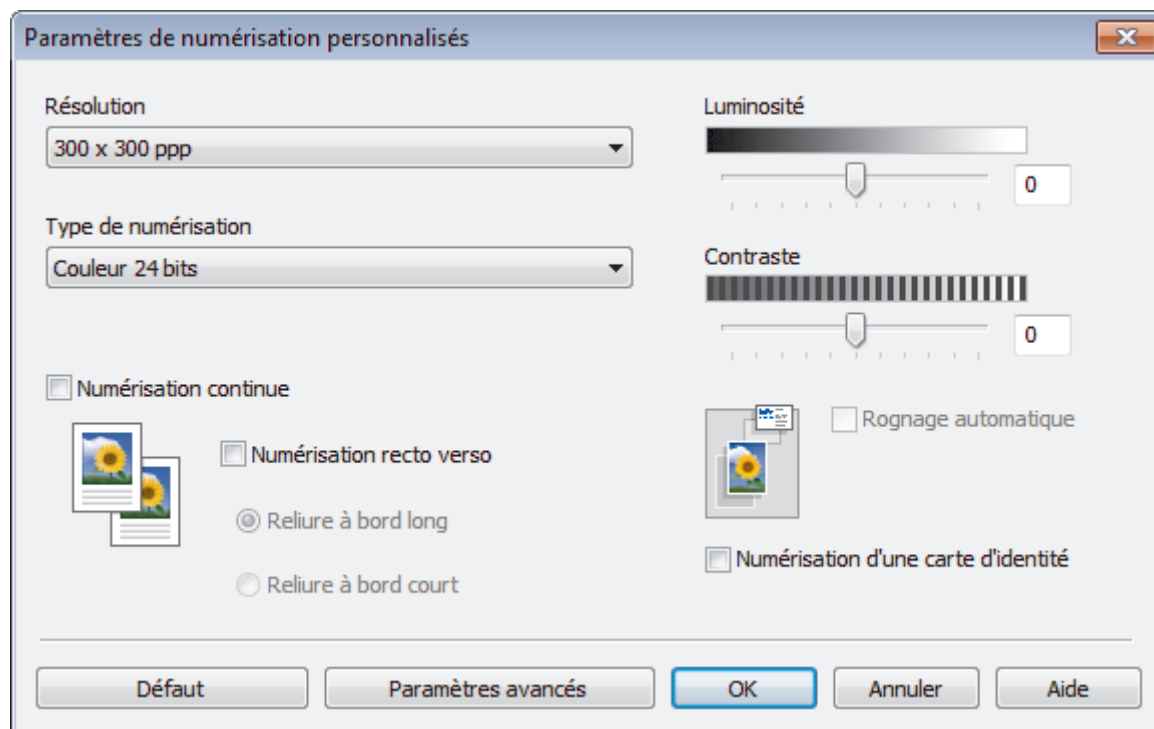 Paramètres de numérisation personnalisés
Résolution
300 x 300 ppp
Type de numérisation
Couleur 24 bits
Numérisation continue
Numérisation recto verso
Reliure à bord long
Reliure à bord court
Luminosité
0
Contraste
0
Rognage automatique
Numérisation d'une carte d'identité
Défaut
Paramètres avancés
OK
Annuler
Aide